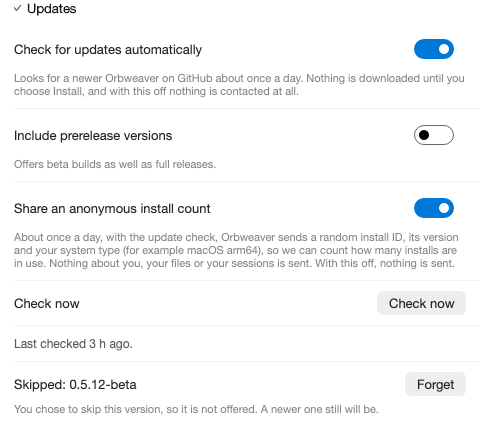 Updates
Check for updates automatically
Looks for a newer Orbweaver on GitHub about once a day. Nothing is downloaded until you
choose Install, and with this off nothing is contacted at all.
Include prerelease versions
Offers beta builds as well as full releases.
Share an anonymous install count
About once a day, with the update check, Orbweaver sends a random install ID, its version
and your system type (for example macOS arm64), so we can count how many installs are
in use. Nothing about you, your files or your sessions is sent. With this off, nothing is sent.
Check now Check now
Last checked 3 h ago.
Skipped: 0.5.12-beta Forget
You chose to skip this version, so it is not offered. A newer one still will be.